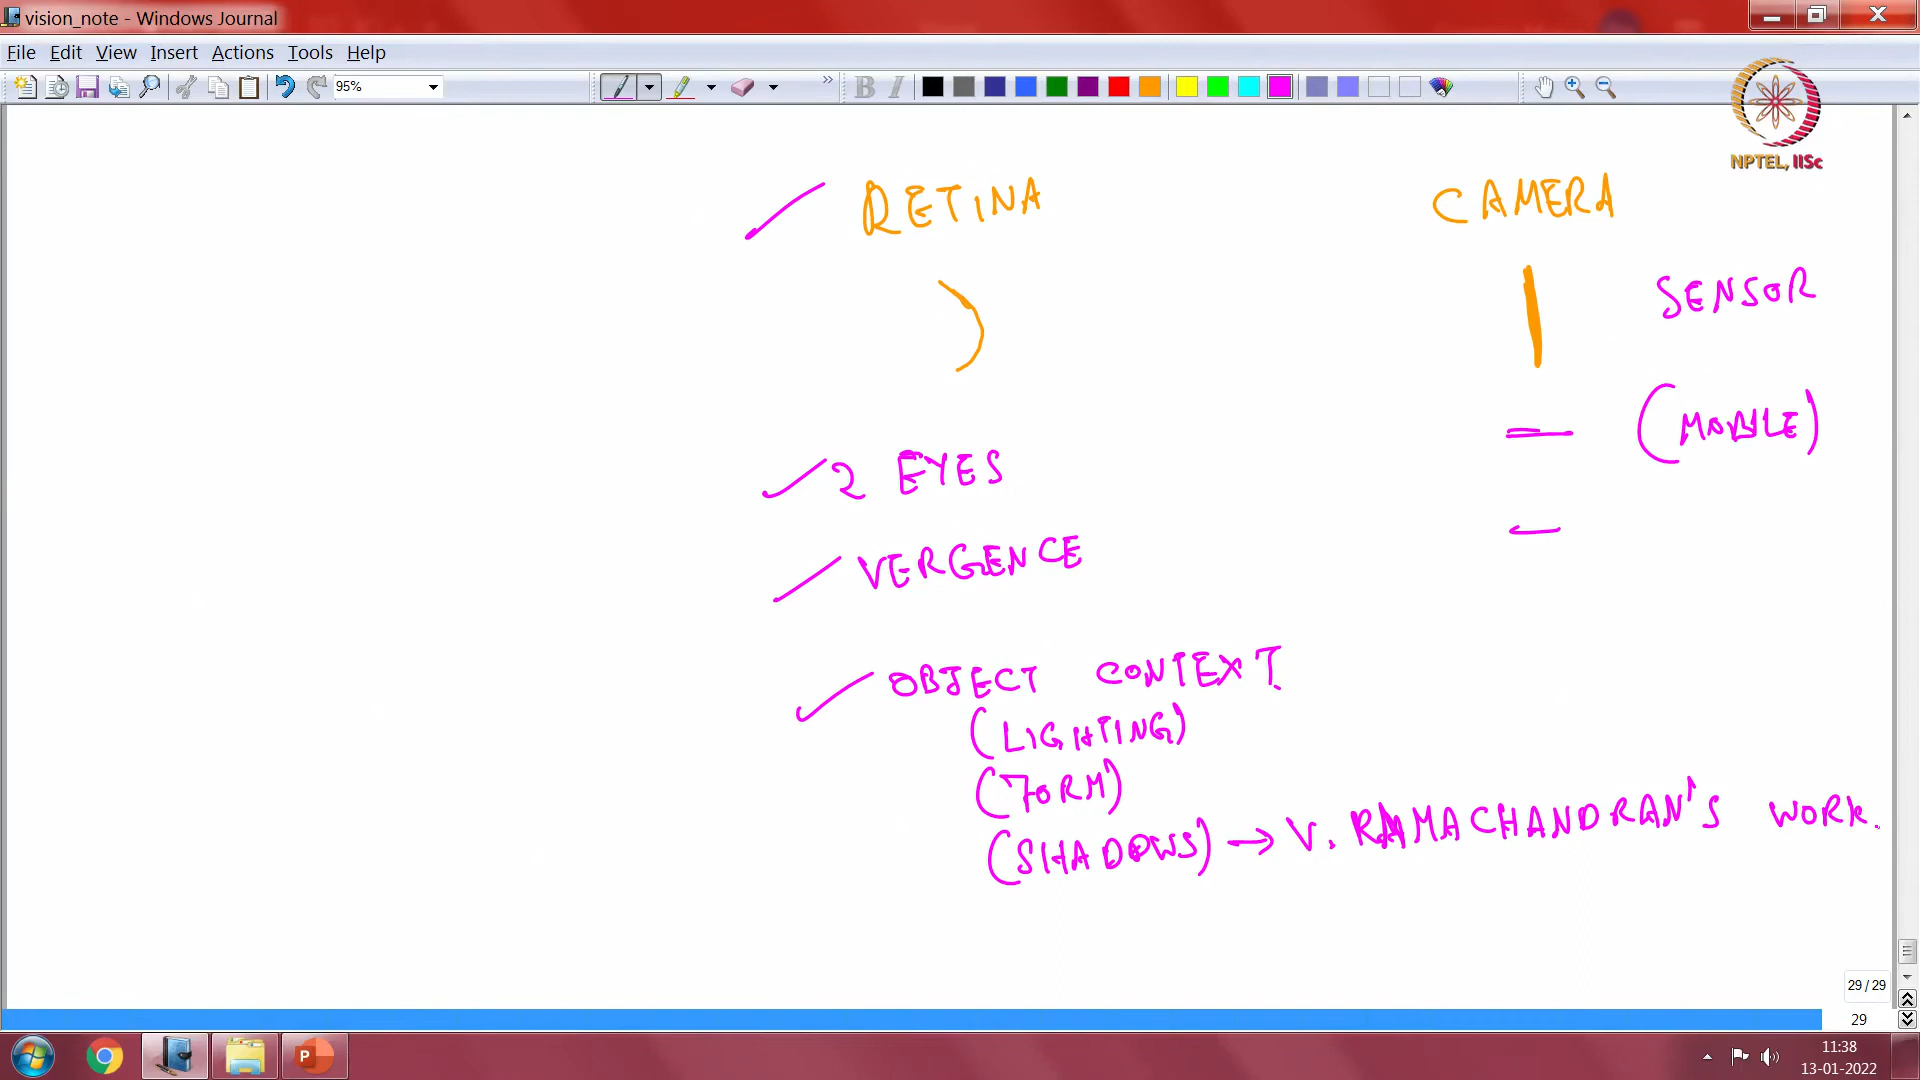 vision_note - Windows Journal
File Edit View Insert Actions Tools Help
95%
B I
NPTEL, IISc
RETINA CAMERA
SENSOR
(MOBILE)
2 EYES
VERGENCE
OBJECT CONTEXT
(LIGHTING)
(FORM)
(SHADOWS) → V. RAMACHANDRAN'S WORK.
29 / 29
29
11:38
13-01-2022